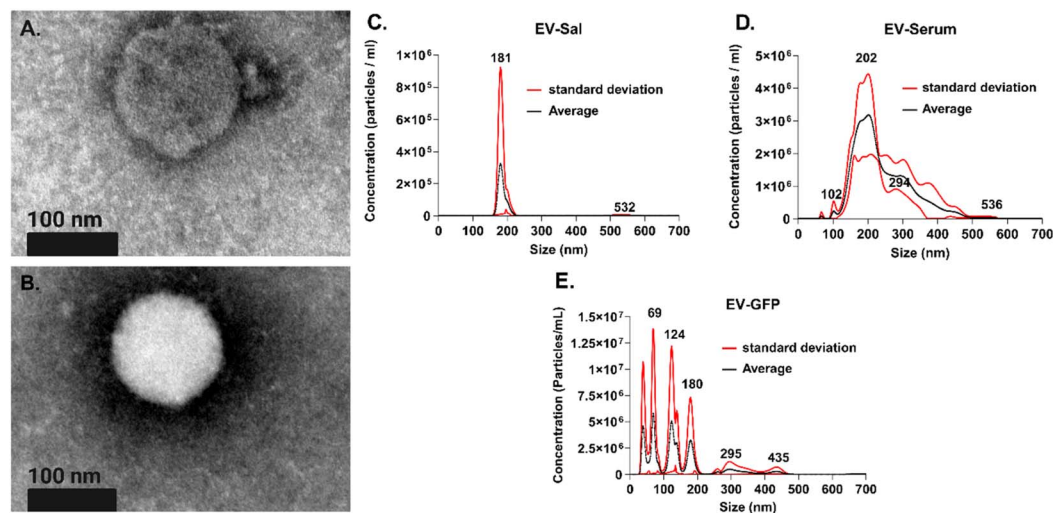 A.
100 nm
B.
100 nm
C.
EV-Sal
Concentration (particles / ml)
1×10⁶
8×10⁵
6×10⁵
4×10⁵
2×10⁵
0
181
532
standard deviation
Average
0 100 200 300 400 500 600 700
Size (nm)
D.
EV-Serum
Concentration (particles / ml)
5×10⁶
4×10⁶
3×10⁶
2×10⁶
1×10⁶
0
202
102
294
536
standard deviation
Average
0 100 200 300 400 500 600 700
Size (nm)
E.
EV-GFP
Concentration (Particles/mL)
1.5×10⁷
1.3×10⁷
1.0×10⁷
7.5×10⁶
5.0×10⁶
2.5×10⁶
0
69
124
180
295
435
standard deviation
Average
0 100 200 300 400 500 600 700
Size (nm)